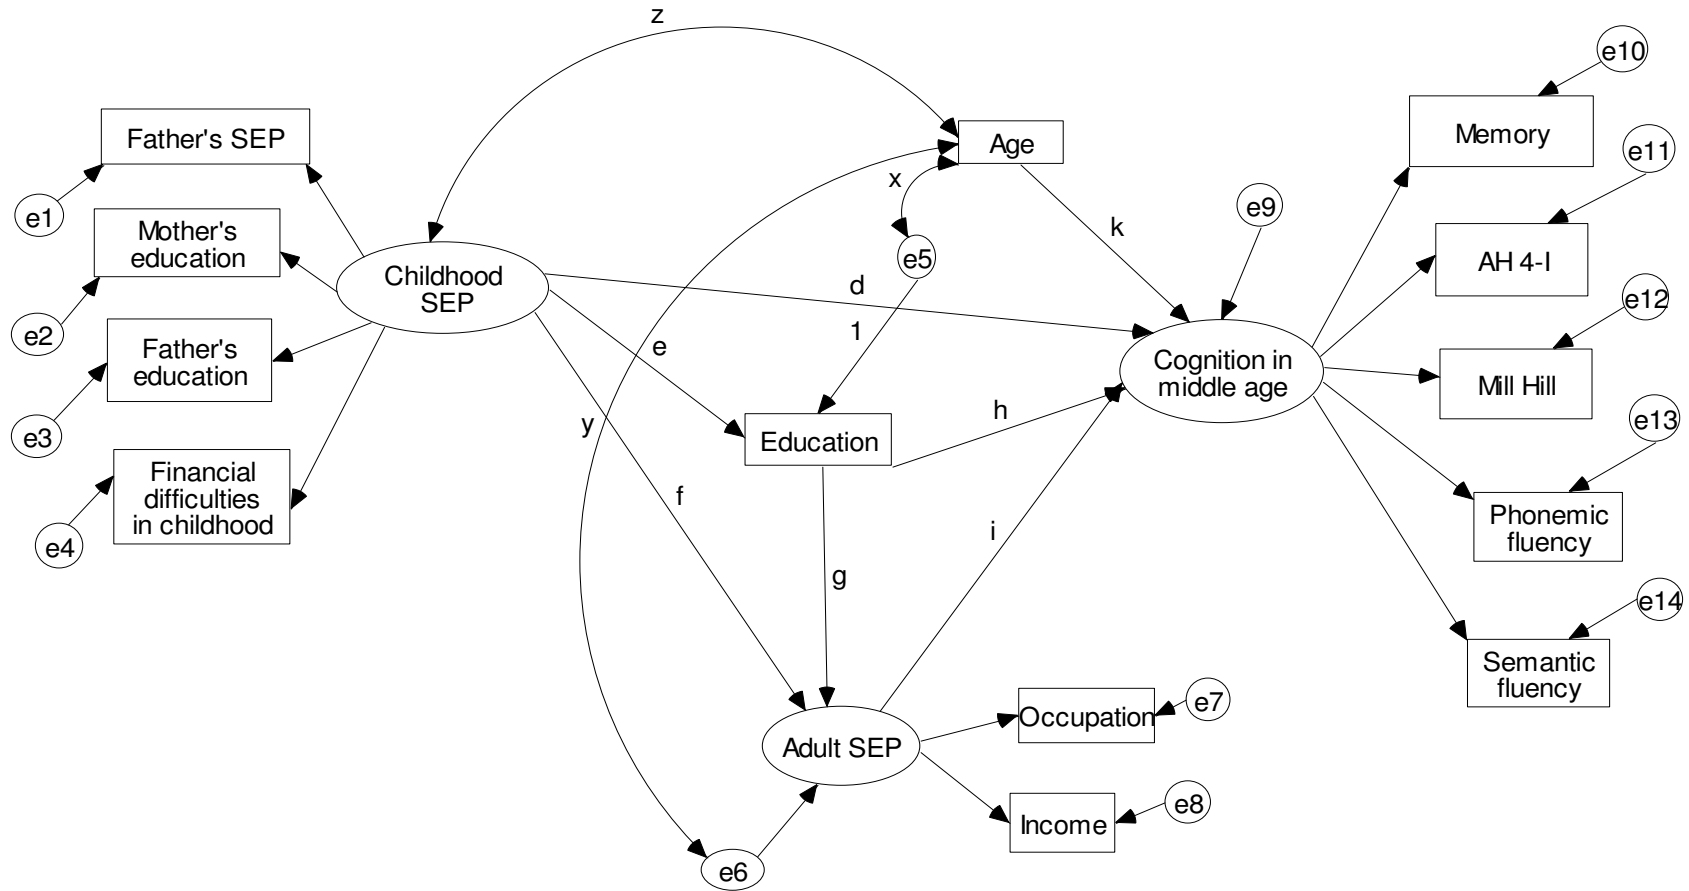 z
e10
Father's SEP
Age
Memory
e11
x
e1
e9
k
Mother's
education
e5
AH 4-I
Childhood
SEP
d
e12
e2
1
e
Father's
education
Cognition in
middle age
Mill Hill
h
e13
e3
y
Education
Financial
difficulties
in childhood
f
i
Phonemic
fluency
e4
g
e14
Semantic
fluency
Occupation
e7
Adult SEP
Income
e8
e6